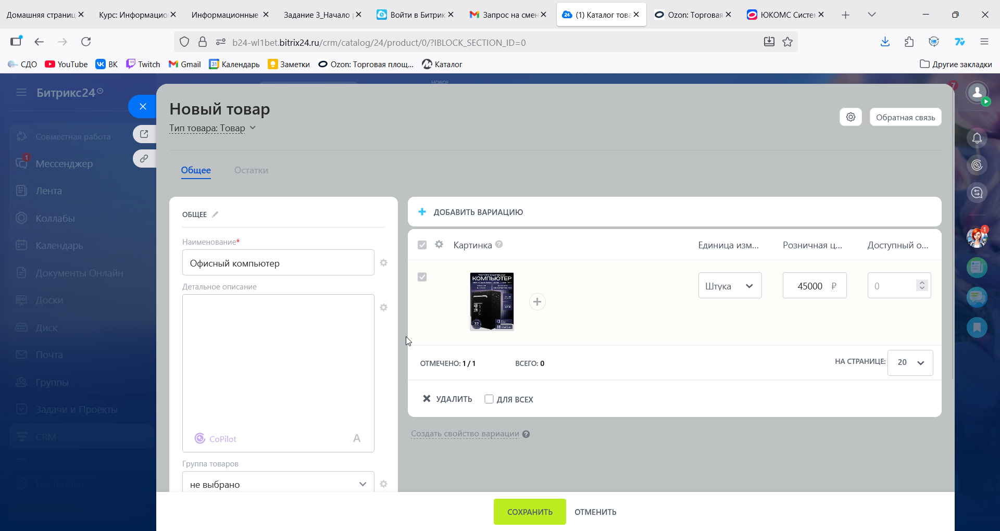 Домашняя страниц
Курс: Информацио
Информационные
Задание 3_Начало
Войти в Битрик
Запрос на смен
(1) Каталог това
Ozon: Торговая
ЮКОМС Систе
b24-wl1bet.bitrix24.ru/crm/catalog/24/product/0/?IBLOCK_SECTION_ID=0
СДО
YouTube
ВК
Twitch
Gmail
Календарь
Заметки
Ozon: Торговая площ...
Каталог
Другие закладки
НОВОЕ
Битрикс24
7
Новый товар
Тип товара: Товар
Обратная связь
Совместная работа
1
Мессенджер
Лента
Коллабы
Календарь
Документы Онлайн
Доски
Диск
Почта
Группы
Задачи и Проекты
CRM
Настройки
Общее
Остатки
ОБЩЕЕ
Наименование*
Офисный компьютер
Детальное описание
CoPilot
A
Группа товаров
не выбрано
ДОБАВИТЬ ВАРИАЦИЮ
Картинка
Единица изм...
Розничная ц...
Доступный о...
КОМПЬЮТЕР
12
Штука
45000 ₽
0
ОТМЕЧЕНО: 1 / 1
ВСЕГО: 0
НА СТРАНИЦЕ:
20
УДАЛИТЬ
ДЛЯ ВСЕХ
Создать свойство вариации
СОХРАНИТЬ
ОТМЕНИТЬ
1